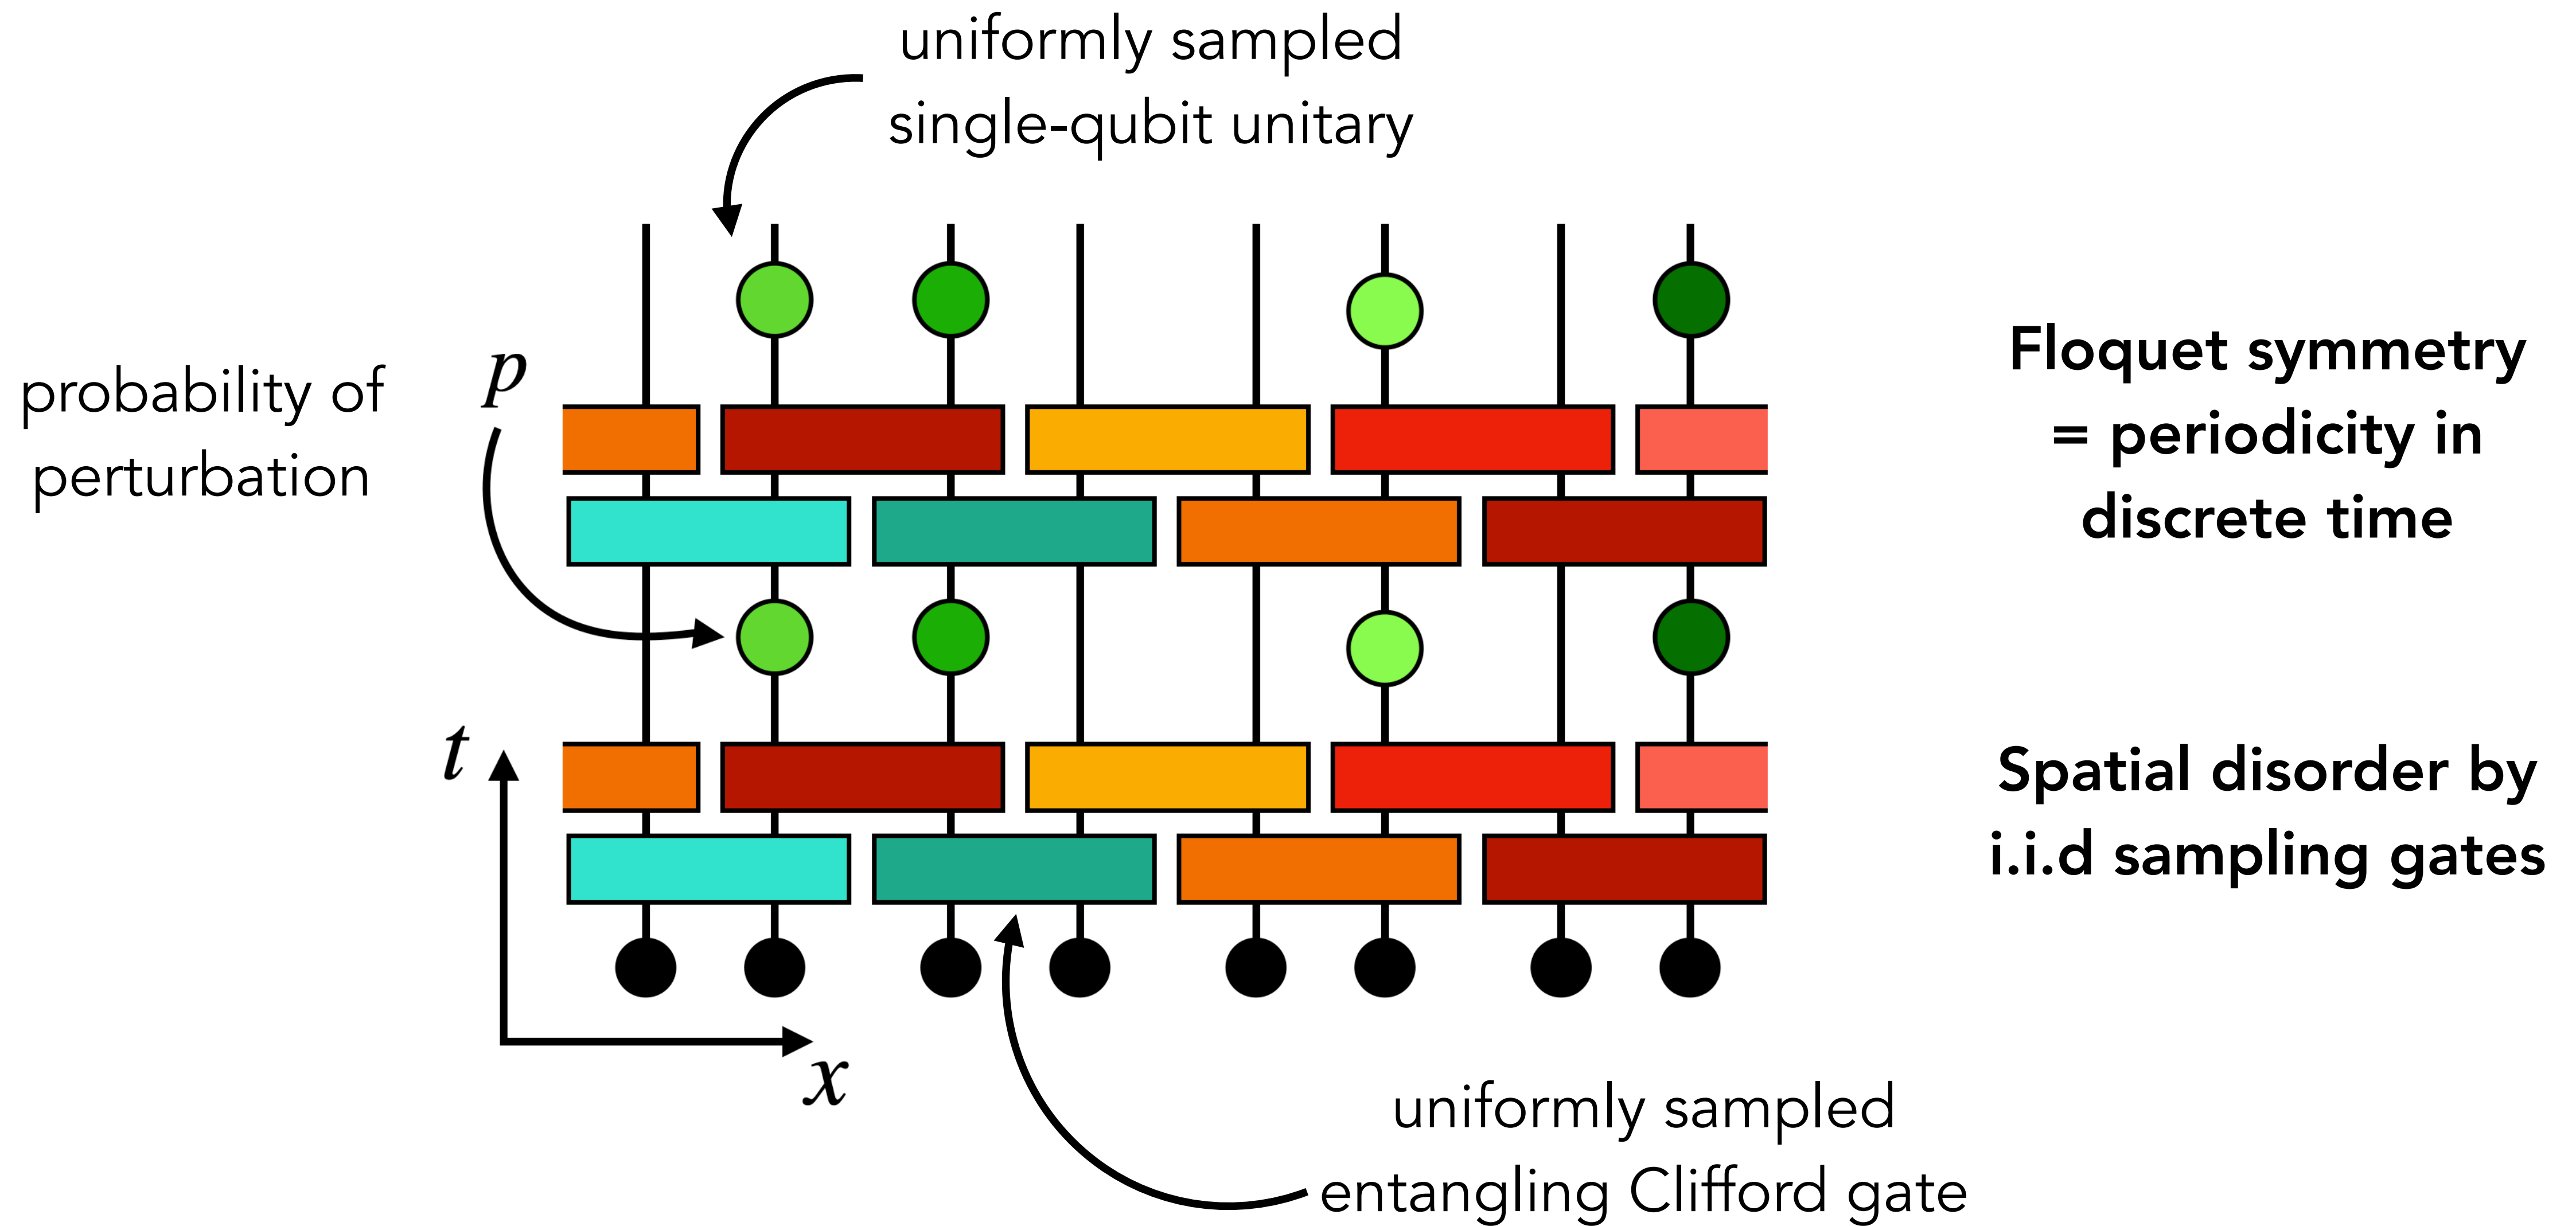 uniformly sampled
single-qubit unitary
probability of
perturbation
p
Floquet symmetry
= periodicity in
discrete time
t
x
Spatial disorder by
i.i.d sampling gates
uniformly sampled
entangling Clifford gate